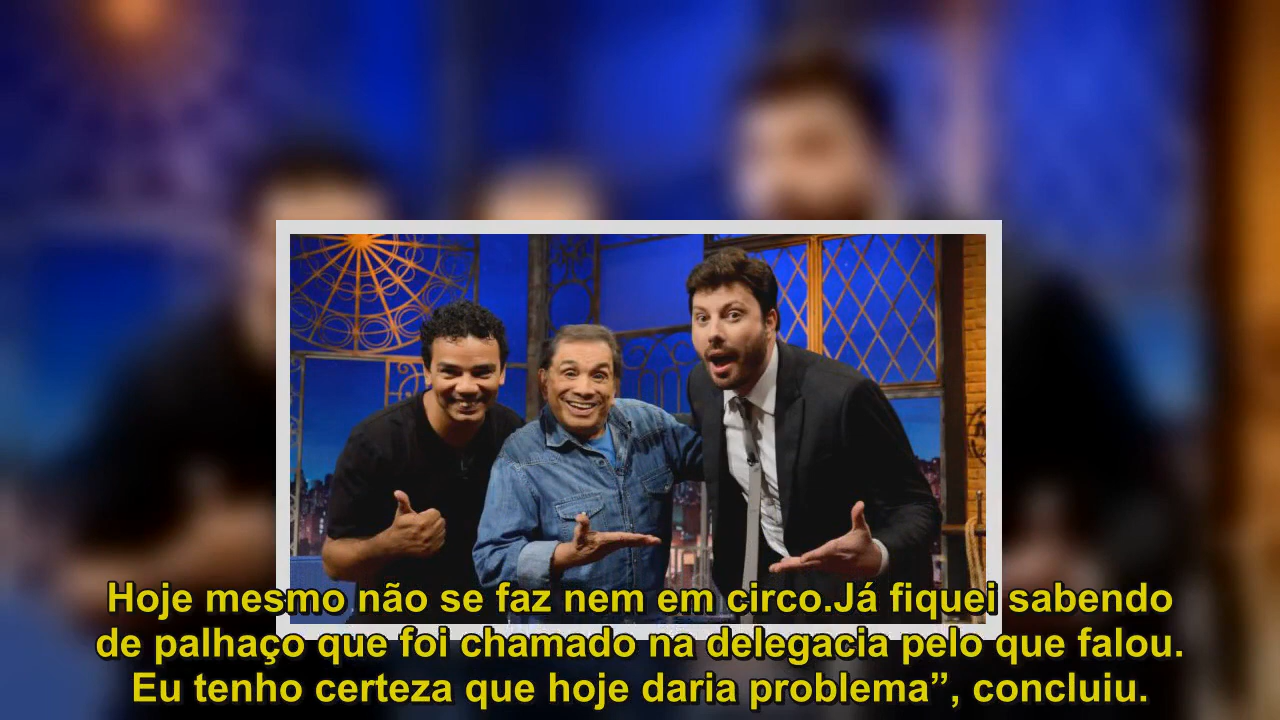 Hoje mesmo não se faz nem em circo.Já fiquei sabendo
de palhaço que foi chamado na delegacia pelo que falou.
Eu tenho certeza que hoje daria problema”, concluiu.